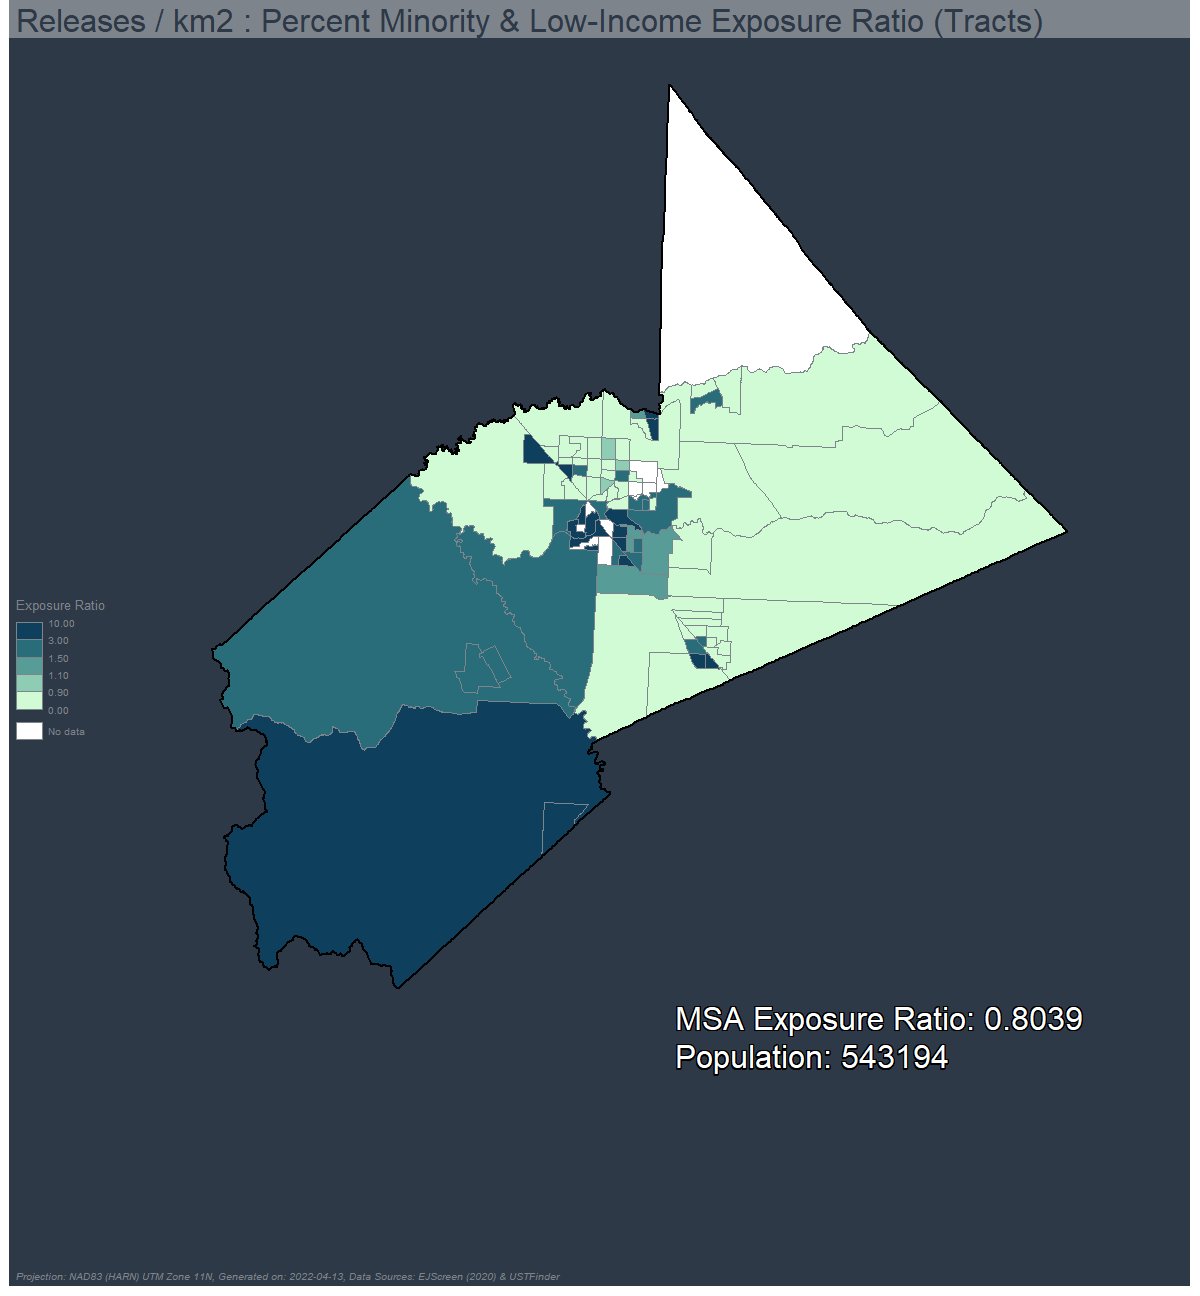 Releases / km2 : Percent Minority & Low-Income Exposure Ratio (Tracts)
Exposure Ratio
10.00
3.00
1.50
1.10
0.90
0.00
No data
MSA Exposure Ratio: 0.8039
Population: 543194
Projection: NAD83 (HARN) UTM Zone 11N, Generated on: 2022-04-13, Data Sources: EJScreen (2020) & USTFinder